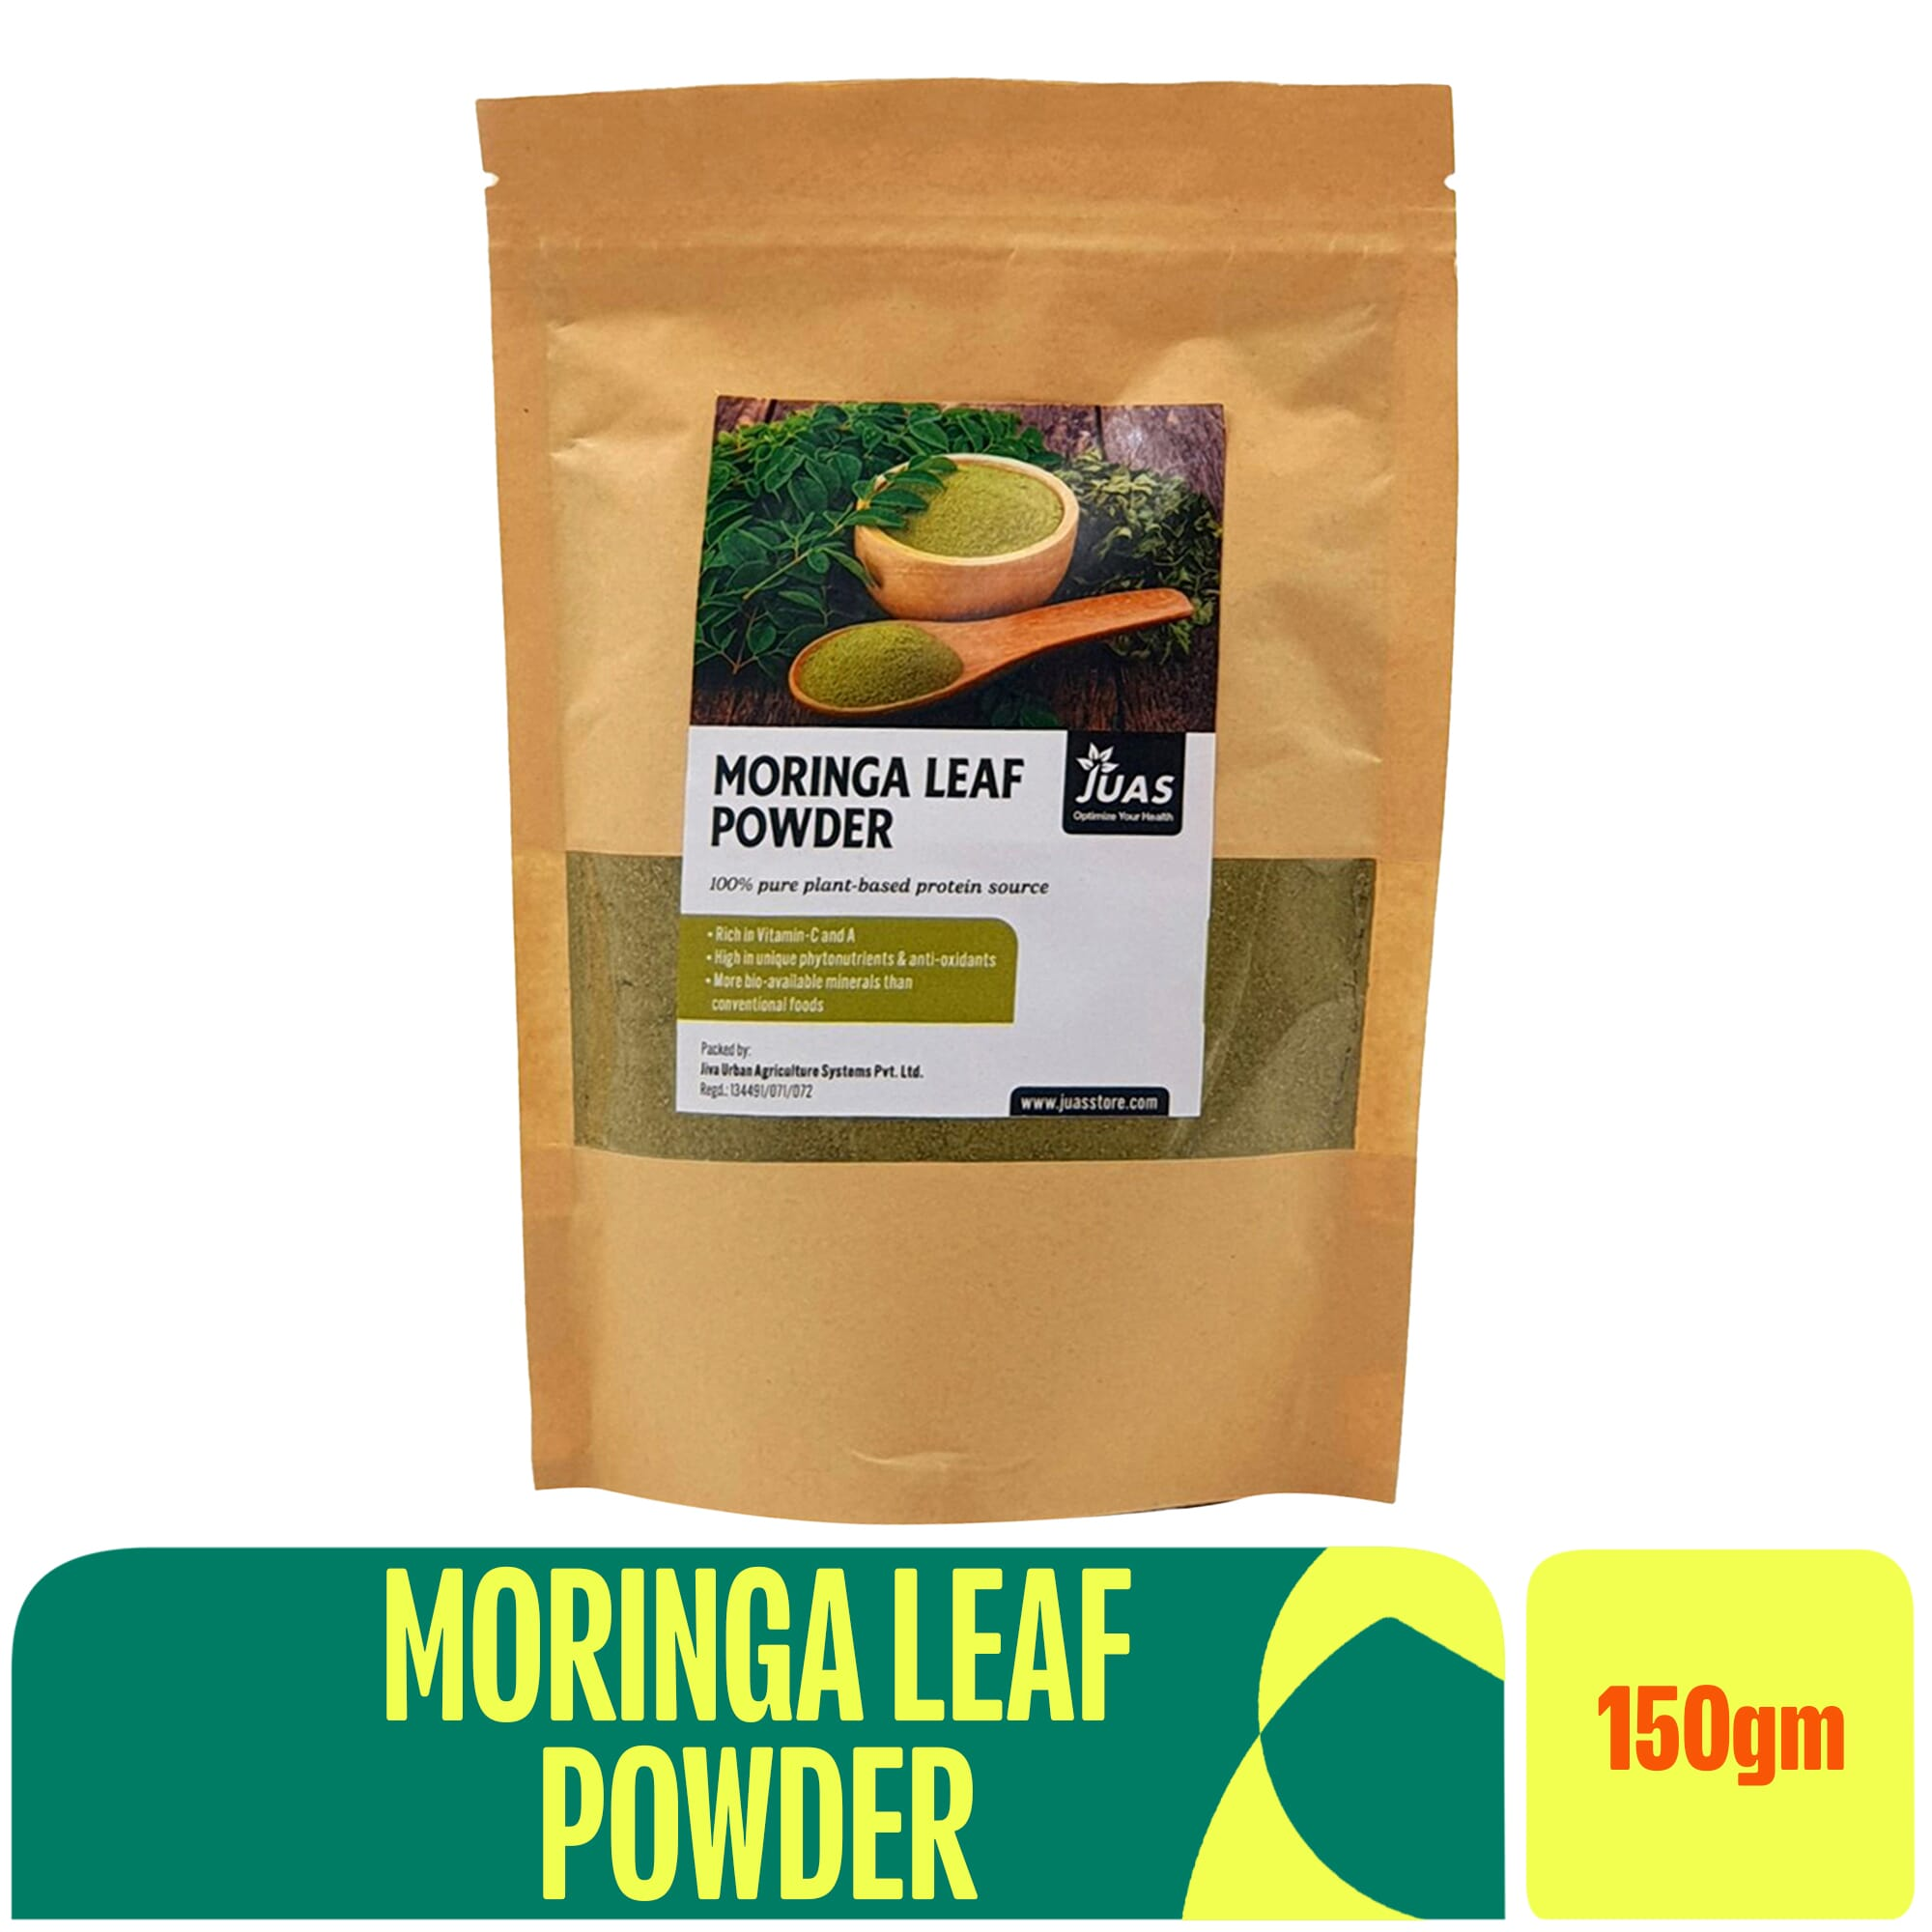 MORINGA LEAF
POWDER
JUAS
Optimize Your Health
100% pure plant-based protein source
• Rich in Vitamin-C and A
• High in unique phytonutrients & anti-oxidants
• More bio-available minerals than
conventional foods
Packed by:
Jiva Urban Agriculture Systems Pvt. Ltd.
Regd.: 134491/071/072
www.juasstore.com
MORINGA LEAF
POWDER
150gm